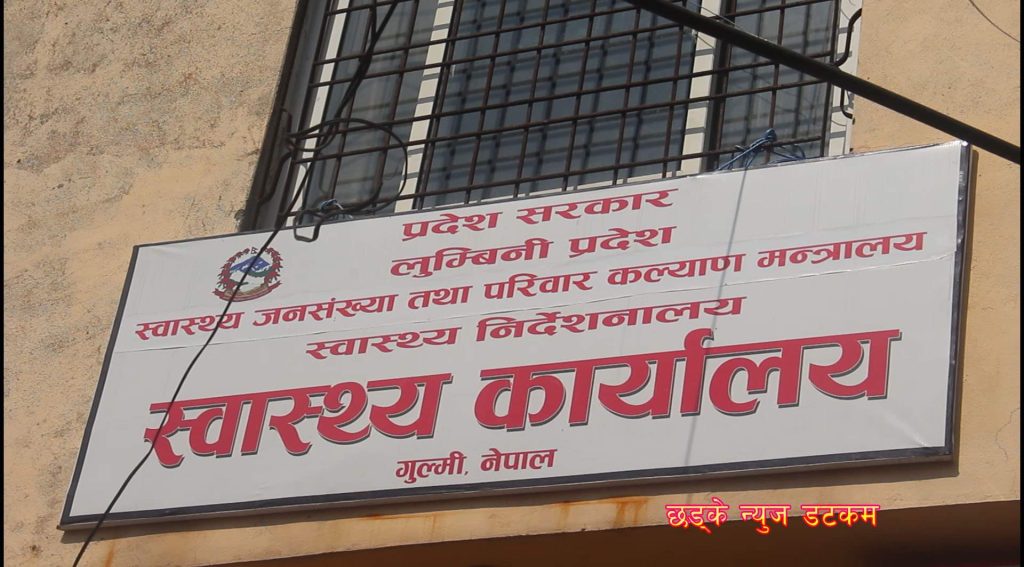 प्रदेश सरकार
लुम्बिनी प्रदेश
स्वास्थ्य जनसंख्या तथा परिवार कल्याण मन्त्रालय
स्वास्थ्य निर्देशनालय
स्वास्थ्य कार्यालय
गुल्मी, नेपाल
छड्के न्युज डटकम